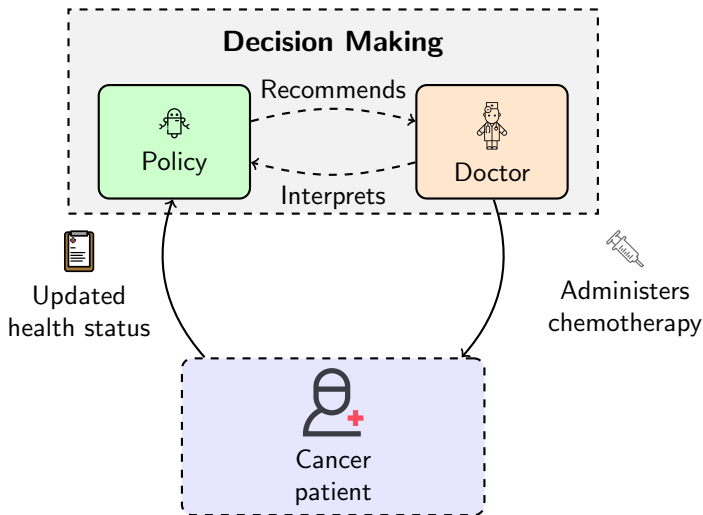 Decision Making
Recommends
Policy
Doctor
Interprets
Updated
health status
Administers
chemotherapy
Cancer
patient